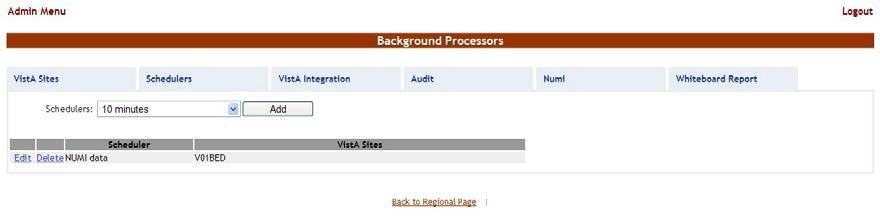 Admin Menu Logout
Background Processors
VistA Sites Schedulers VistA Integration Audit Numi Whiteboard Report
Schedulers: 10 minutes Add
Scheduler VistA Sites
Edit Delete NUMI data V01BED
Back to Regional Page |